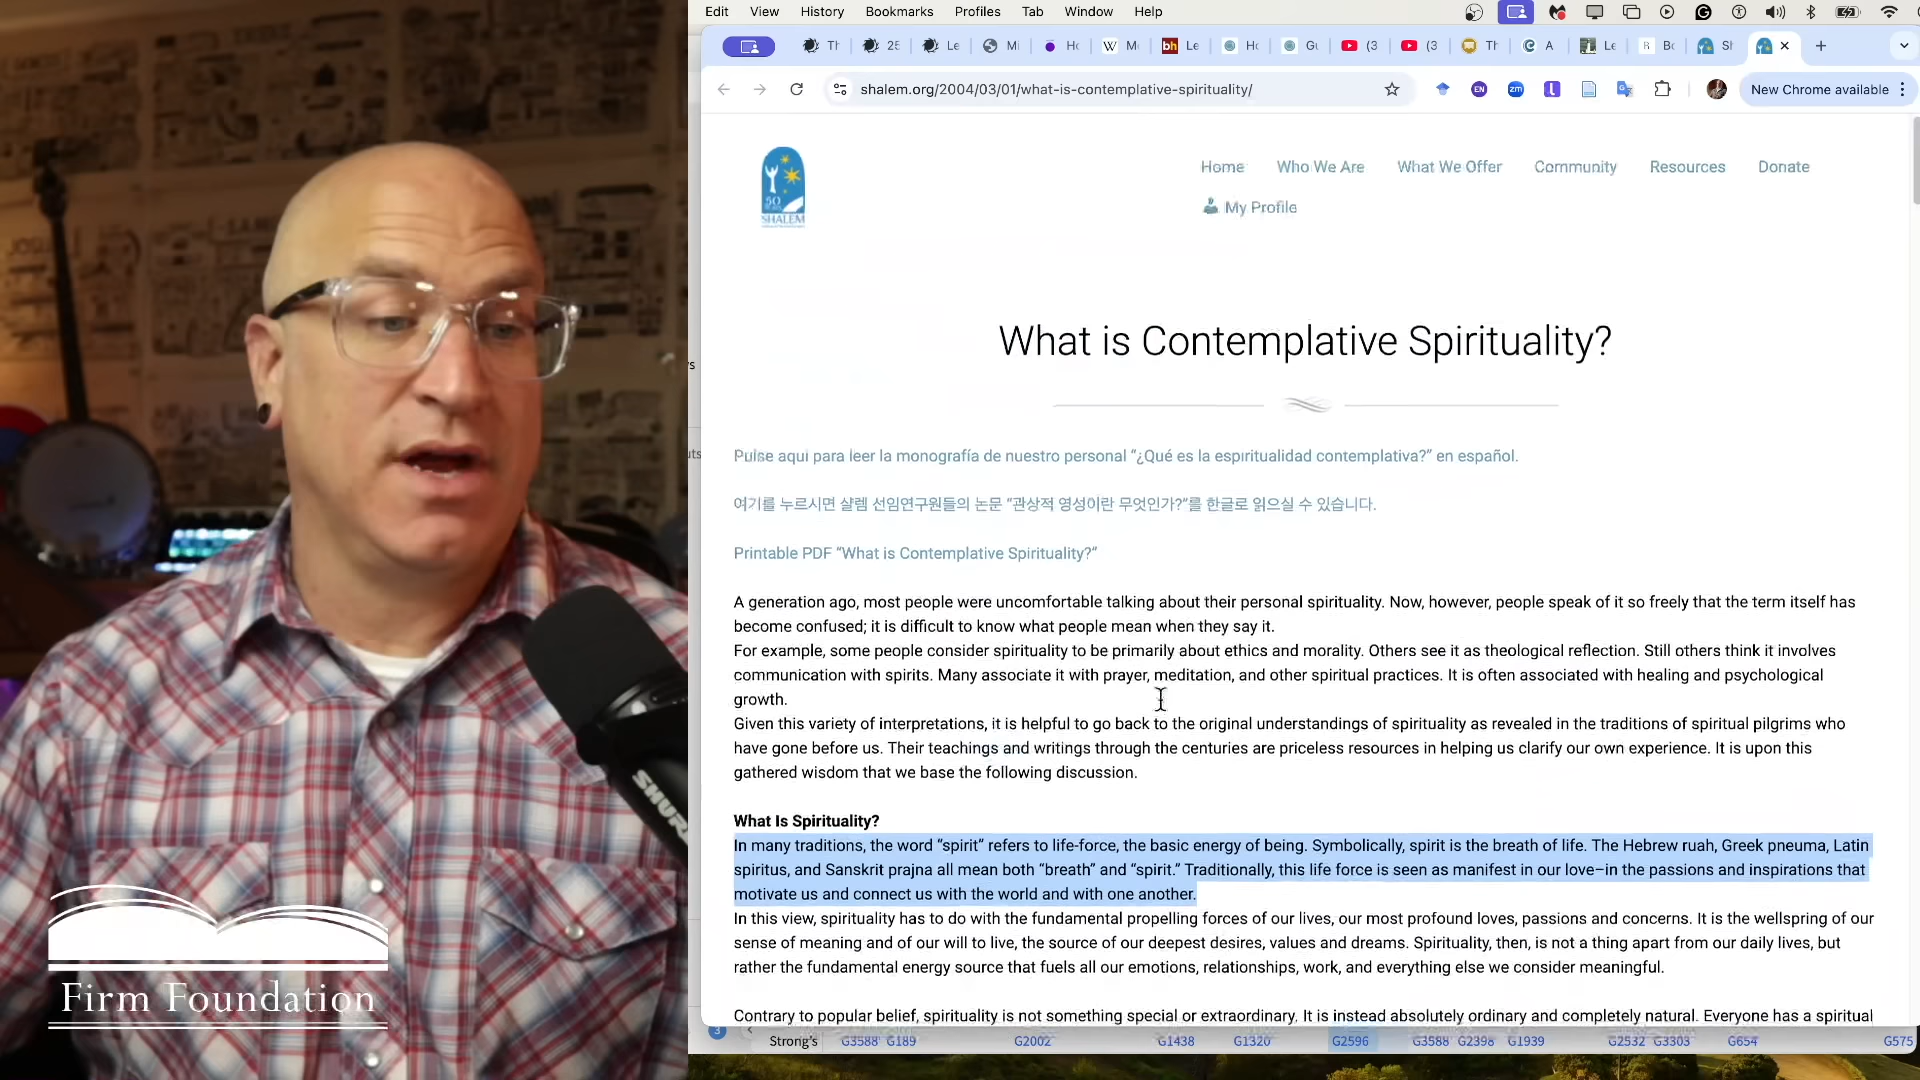 Edit View History Bookmarks Profiles Tab Window Help
Th 25 Le Mi Ho W M bh Le Ho Gu (3 (3 Th A Le R Bo Sh
shalem.org/2004/03/01/what-is-contemplative-spirituality/
EN zm New Chrome available
50
SHALEM
Home Who We Are What We Offer Community Resources Donate
My Profile
What is Contemplative Spirituality?
Pulse aqui para leer la monografía de nuestro personal “¿Qué es la espiritualidad contemplativa?” en español.
여기를 누르시면 샬렘 선임연구원들의 논문 “관상적 영성이란 무엇인가?”를 한글로 읽으실 수 있습니다.
Printable PDF “What is Contemplative Spirituality?”
A generation ago, most people were uncomfortable talking about their personal spirituality. Now, however, people speak of it so freely that the term itself has
become confused; it is difficult to know what people mean when they say it.
For example, some people consider spirituality to be primarily about ethics and morality. Others see it as theological reflection. Still others think it involves
communication with spirits. Many associate it with prayer, meditation, and other spiritual practices. It is often associated with healing and psychological
growth.
Given this variety of interpretations, it is helpful to go back to the original understandings of spirituality as revealed in the traditions of spiritual pilgrims who
have gone before us. Their teachings and writings through the centuries are priceless resources in helping us clarify our own experience. It is upon this
gathered wisdom that we base the following discussion.
What Is Spirituality?
In many traditions, the word “spirit” refers to life-force, the basic energy of being. Symbolically, spirit is the breath of life. The Hebrew ruah, Greek pneuma, Latin
spiritus, and Sanskrit prajna all mean both “breath” and “spirit.” Traditionally, this life force is seen as manifest in our love–in the passions and inspirations that
motivate us and connect us with the world and with one another.
In this view, spirituality has to do with the fundamental propelling forces of our lives, our most profound loves, passions and concerns. It is the wellspring of our
sense of meaning and of our will to live, the source of our deepest desires, values and dreams. Spirituality, then, is not a thing apart from our daily lives, but
rather the fundamental energy source that fuels all our emotions, relationships, work, and everything else we consider meaningful.
Contrary to popular belief, spirituality is not something special or extraordinary. It is instead absolutely ordinary and completely natural. Everyone has a spiritual
3 Strong’s G3588 G189 G2002 G1438 G1320 G2596 G3588 G2398 G1939 G2532 G3303 G654 G575
SHURE
Firm Foundation